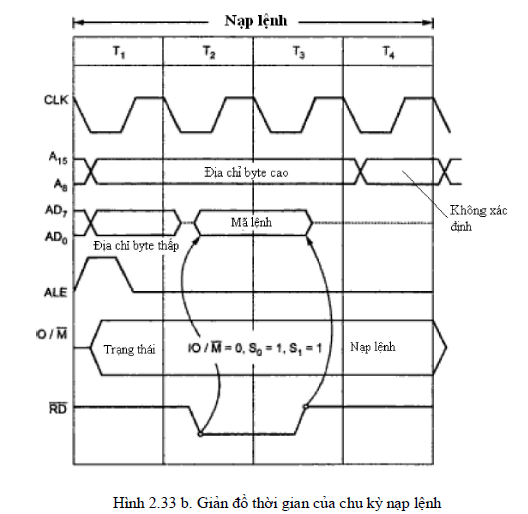 Nạp lệnh
T1 T2 T3 T4
CLK
A15
A8
Địa chỉ byte cao
Không xác
định
AD7
AD0
Mã lệnh
Địa chỉ byte thấp
ALE
IO / M̅
Trạng thái
IO / M̅ = 0, S0 = 1, S1 = 1
Nạp lệnh
R̅D̅
Hình 2.33 b. Giản đồ thời gian của chu kỳ nạp lệnh